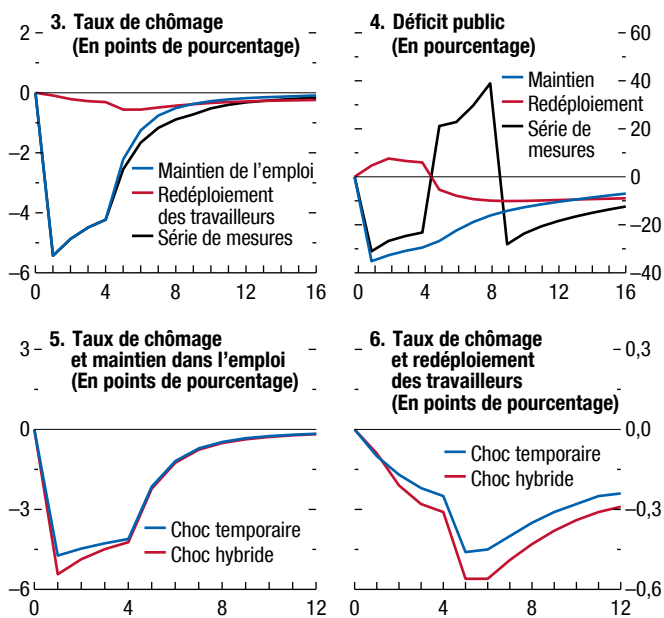 3. Taux de chômage
(En points de pourcentage)
0
–2
–4
–6
Maintien de l’emploi
Redéploiement
des travailleurs
Série de mesures
0 4 8 12 16
4. Déficit public
(En pourcentage)
60
40
20
0
–20
–40
Maintien
Redéploiement
Série de
mesures
0 4 8 12 16
5. Taux de chômage
et maintien dans l’emploi
(En points de pourcentage)
3
0
–3
–6
Choc temporaire
Choc hybride
0 4 8 12
6. Taux de chômage
et redéploiement
des travailleurs
(En points de pourcentage)
0,3
0,0
–0,3
–0,6
Choc temporaire
Choc hybride
0 4 8 12